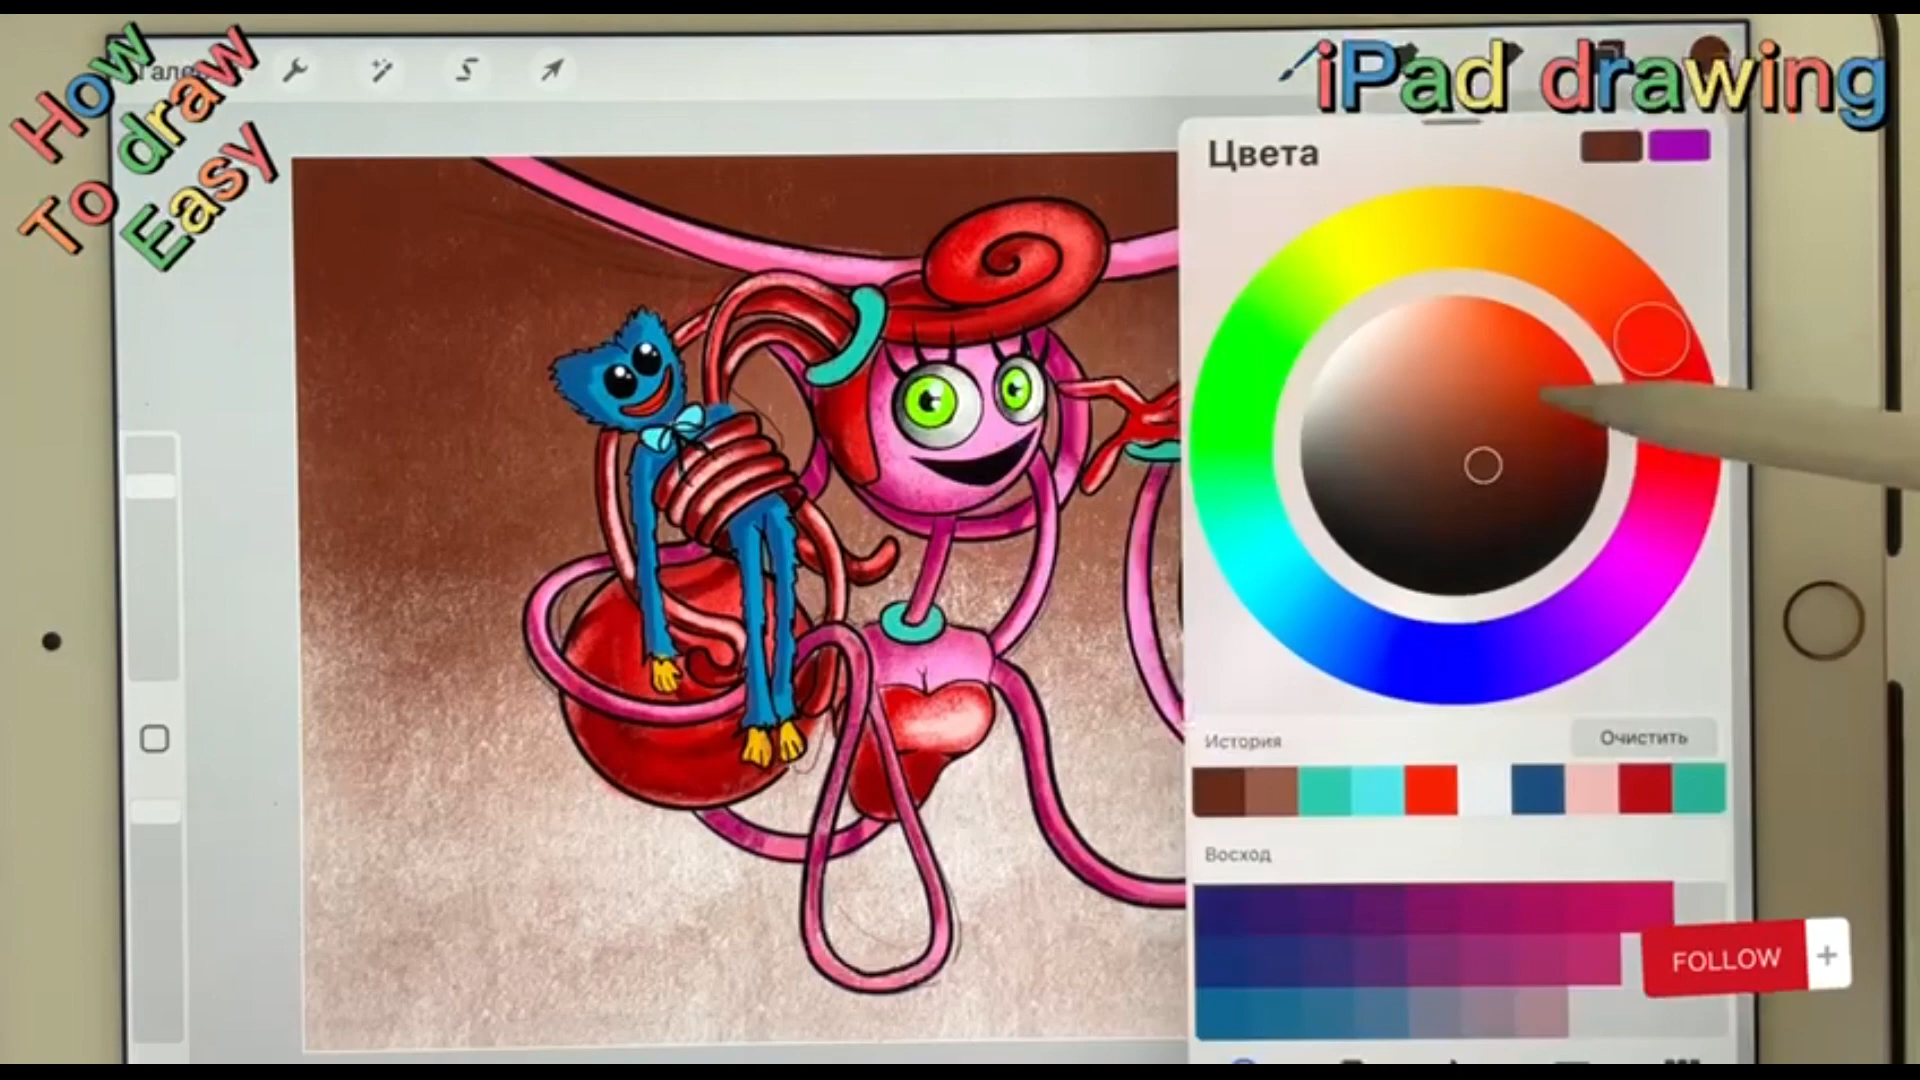 How
To draw
Easy
iPad drawing
Цвета
История
Очистить
Восход
FOLLOW